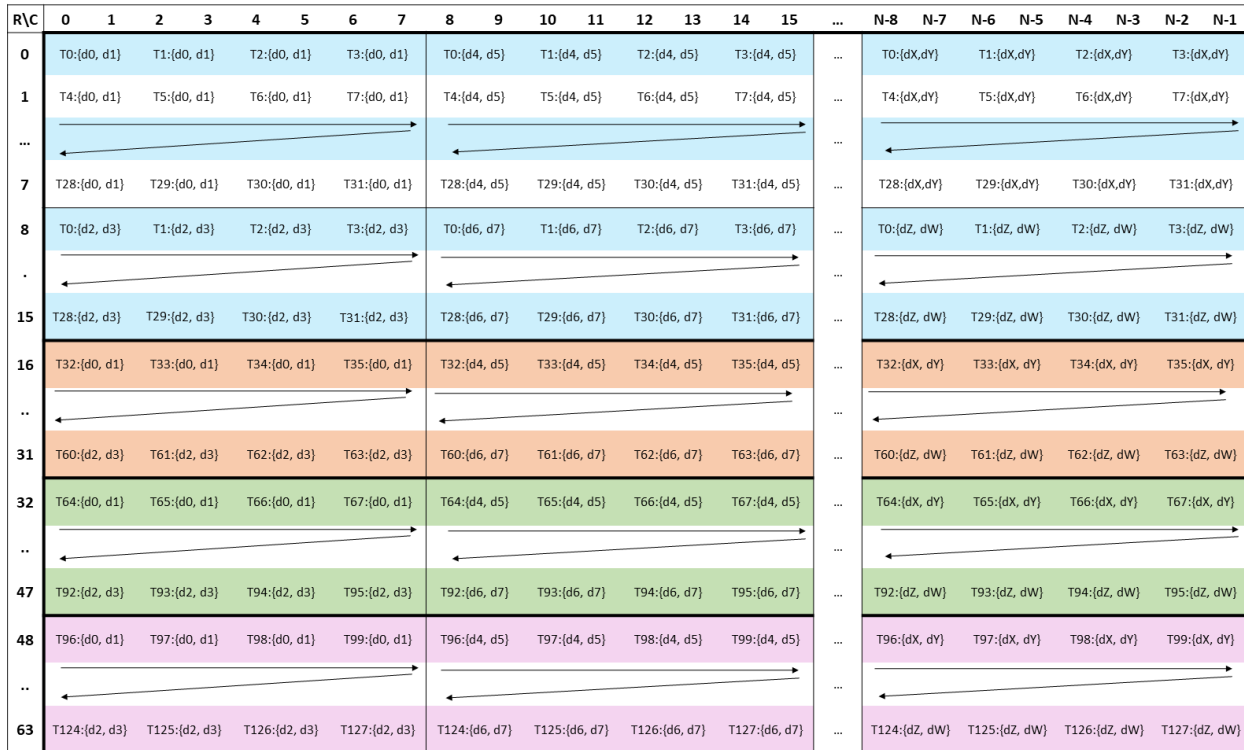 R\C 0 1 2 3 4 5 6 7 8 9 10 11 12 13 14 15 ... N-8 N-7 N-6 N-5 N-4 N-3 N-2 N-1
0 T0:{d0, d1} T1:{d0, d1} T2:{d0, d1} T3:{d0, d1} T0:{d4, d5} T1:{d4, d5} T2:{d4, d5} T3:{d4, d5} ... T0:{dX,dY} T1:{dX,dY} T2:{dX,dY} T3:{dX,dY}
1 T4:{d0, d1} T5:{d0, d1} T6:{d0, d1} T7:{d0, d1} T4:{d4, d5} T5:{d4, d5} T6:{d4, d5} T7:{d4, d5} ... T4:{dX,dY} T5:{dX,dY} T6:{dX,dY} T7:{dX,dY}
... ...
7 T28:{d0, d1} T29:{d0, d1} T30:{d0, d1} T31:{d0, d1} T28:{d4, d5} T29:{d4, d5} T30:{d4, d5} T31:{d4, d5} ... T28:{dX,dY} T29:{dX,dY} T30:{dX,dY} T31:{dX,dY}
8 T0:{d2, d3} T1:{d2, d3} T2:{d2, d3} T3:{d2, d3} T0:{d6, d7} T1:{d6, d7} T2:{d6, d7} T3:{d6, d7} ... T0:{dZ, dW} T1:{dZ, dW} T2:{dZ, dW} T3:{dZ, dW}
. ...
15 T28:{d2, d3} T29:{d2, d3} T30:{d2, d3} T31:{d2, d3} T28:{d6, d7} T29:{d6, d7} T30:{d6, d7} T31:{d6, d7} ... T28:{dZ, dW} T29:{dZ, dW} T30:{dZ, dW} T31:{dZ, dW}
16 T32:{d0, d1} T33:{d0, d1} T34:{d0, d1} T35:{d0, d1} T32:{d4, d5} T33:{d4, d5} T34:{d4, d5} T35:{d4, d5} ... T32:{dX, dY} T33:{dX, dY} T34:{dX, dY} T35:{dX, dY}
.. ...
31 T60:{d2, d3} T61:{d2, d3} T62:{d2, d3} T63:{d2, d3} T60:{d6, d7} T61:{d6, d7} T62:{d6, d7} T63:{d6, d7} ... T60:{dZ, dW} T61:{dZ, dW} T62:{dZ, dW} T63:{dZ, dW}
32 T64:{d0, d1} T65:{d0, d1} T66:{d0, d1} T67:{d0, d1} T64:{d4, d5} T65:{d4, d5} T66:{d4, d5} T67:{d4, d5} ... T64:{dX, dY} T65:{dX, dY} T66:{dX, dY} T67:{dX, dY}
.. ...
47 T92:{d2, d3} T93:{d2, d3} T94:{d2, d3} T95:{d2, d3} T92:{d6, d7} T93:{d6, d7} T94:{d6, d7} T95:{d6, d7} ... T92:{dZ, dW} T93:{dZ, dW} T94:{dZ, dW} T95:{dZ, dW}
48 T96:{d0, d1} T97:{d0, d1} T98:{d0, d1} T99:{d0, d1} T96:{d4, d5} T97:{d4, d5} T98:{d4, d5} T99:{d4, d5} ... T96:{dX, dY} T97:{dX, dY} T98:{dX, dY} T99:{dX, dY}
.. ...
63 T124:{d2, d3} T125:{d2, d3} T126:{d2, d3} T127:{d2, d3} T124:{d6, d7} T125:{d6, d7} T126:{d6, d7} T127:{d6, d7} ... T124:{dZ, dW} T125:{dZ, dW} T126:{dZ, dW} T127:{dZ, dW}